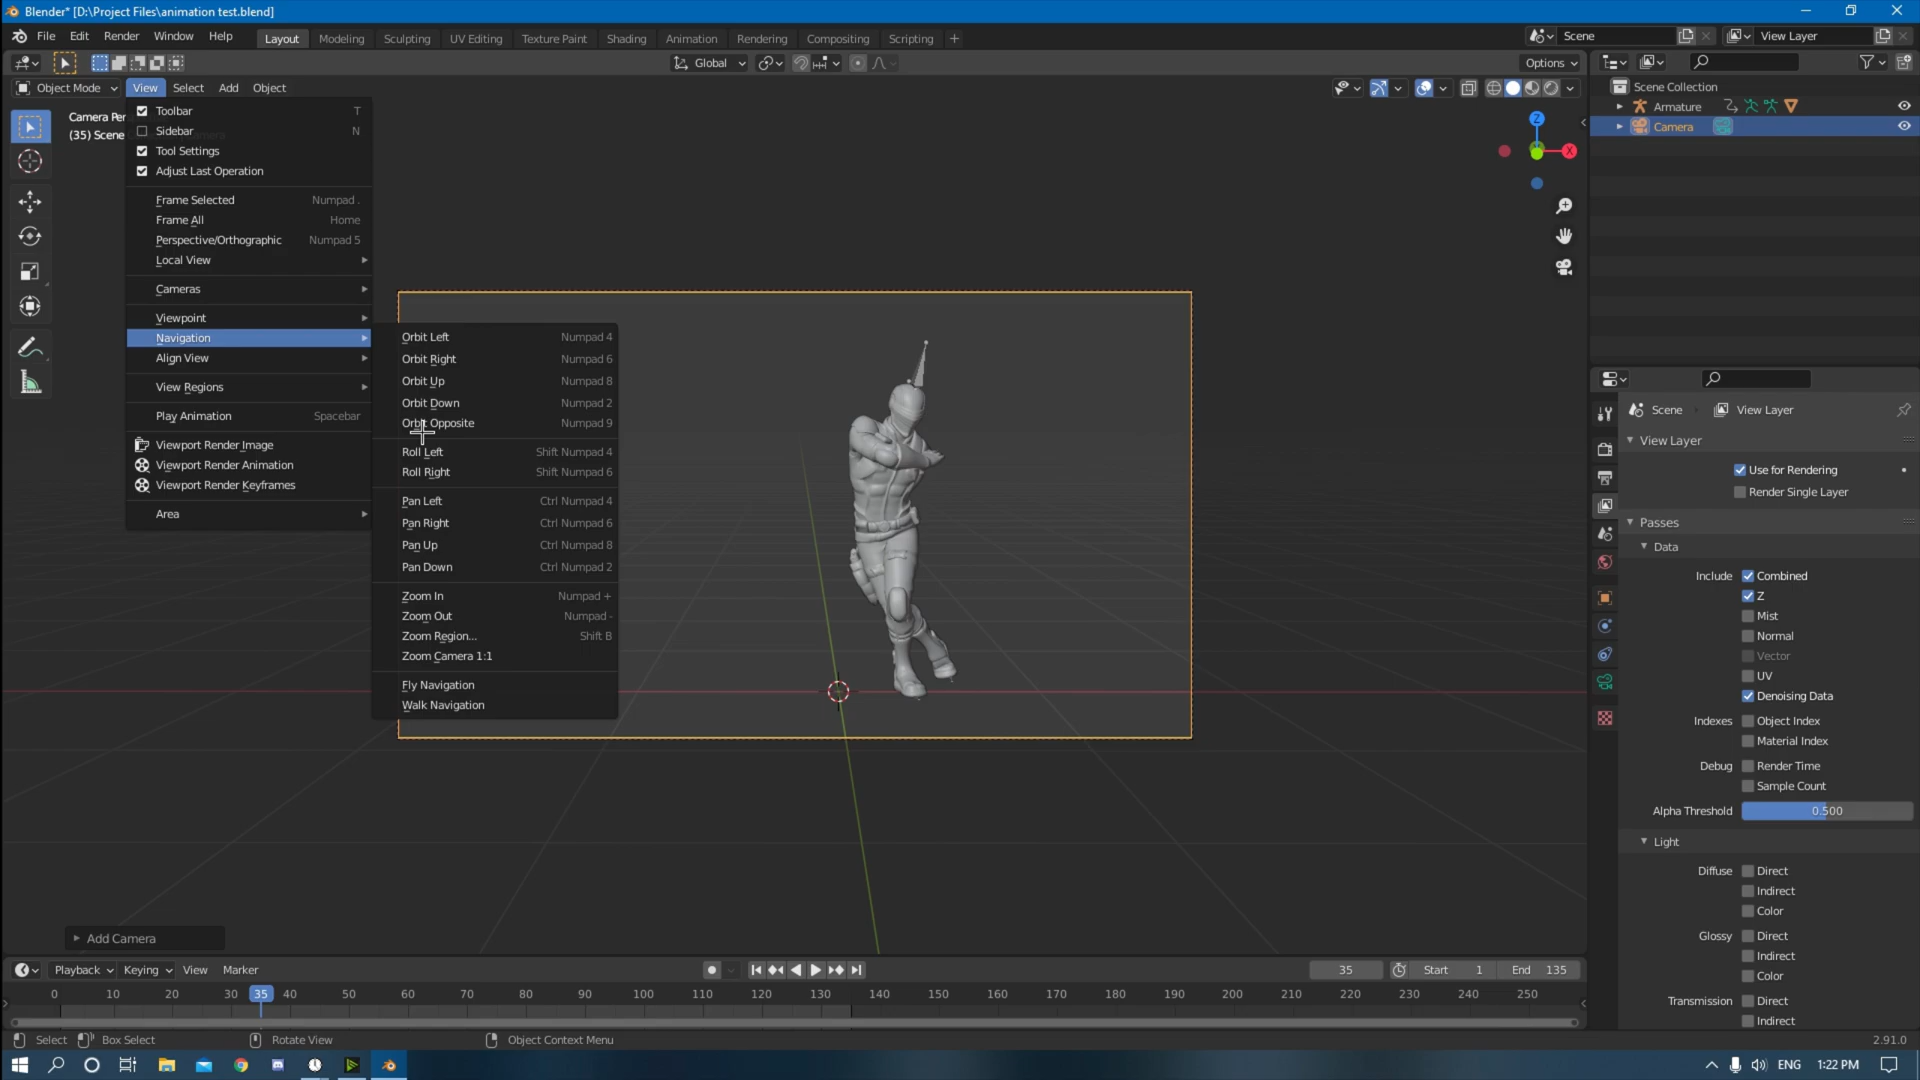 Blender* [D:\Project Files\animation test.blend]
File Edit Render Window Help Layout Modeling Sculpting UV Editing Texture Paint Shading Animation Rendering Compositing Scripting + Scene View Layer
Global Options
Object Mode View Select Add Object
Camera Per
(35) Scene
Toolbar T
Sidebar N
Tool Settings
Adjust Last Operation
Frame Selected Numpad .
Frame All Home
Perspective/Orthographic Numpad 5
Local View
Cameras
Viewpoint
Navigation
Align View
View Regions
Play Animation Spacebar
Viewport Render Image
Viewport Render Animation
Viewport Render Keyframes
Area
Orbit Left Numpad 4
Orbit Right Numpad 6
Orbit Up Numpad 8
Orbit Down Numpad 2
Orbit Opposite Numpad 9
Roll Left Shift Numpad 4
Roll Right Shift Numpad 6
Pan Left Ctrl Numpad 4
Pan Right Ctrl Numpad 6
Pan Up Ctrl Numpad 8
Pan Down Ctrl Numpad 2
Zoom In Numpad +
Zoom Out Numpad -
Zoom Region... Shift B
Zoom Camera 1:1
Fly Navigation
Walk Navigation
Z
X
Scene Collection
Armature
Camera
Scene View Layer
View Layer
Use for Rendering
Render Single Layer
Passes
Data
Include Combined
Z
Mist
Normal
Vector
UV
Denoising Data
Indexes Object Index
Material Index
Debug Render Time
Sample Count
Alpha Threshold 0.500
Light
Diffuse Direct
Indirect
Color
Glossy Direct
Indirect
Color
Transmission Direct
Indirect
Add Camera
Playback Keying View Marker 35 Start 1 End 135
0 10 20 30 35 40 50 60 70 80 90 100 110 120 130 140 150 160 170 180 190 200 210 220 230 240 250
Select Box Select Rotate View Object Context Menu 2.91.0
ENG 1:22 PM